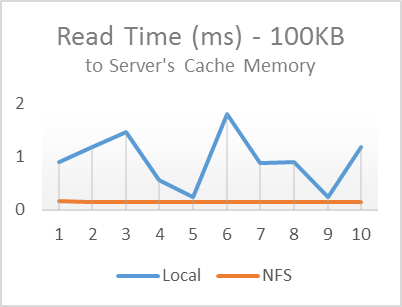 Read Time (ms) - 100KB
to Server's Cache Memory
2
1
0
1 2 3 4 5 6 7 8 9 10
Local NFS